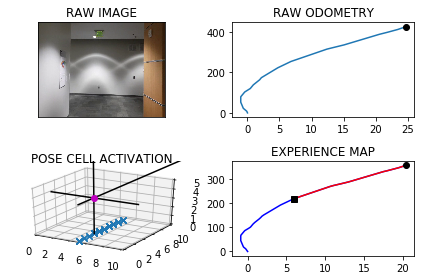 RAW IMAGE
RAW ODOMETRY
400
200
0
0 5 10 15 20 25
POSE CELL ACTIVATION
5
4
3
2
1
0
0 2 4 6 8 10
0 2 4 6 8 10
EXPERIENCE MAP
300
200
100
0
0 5 10 15 20